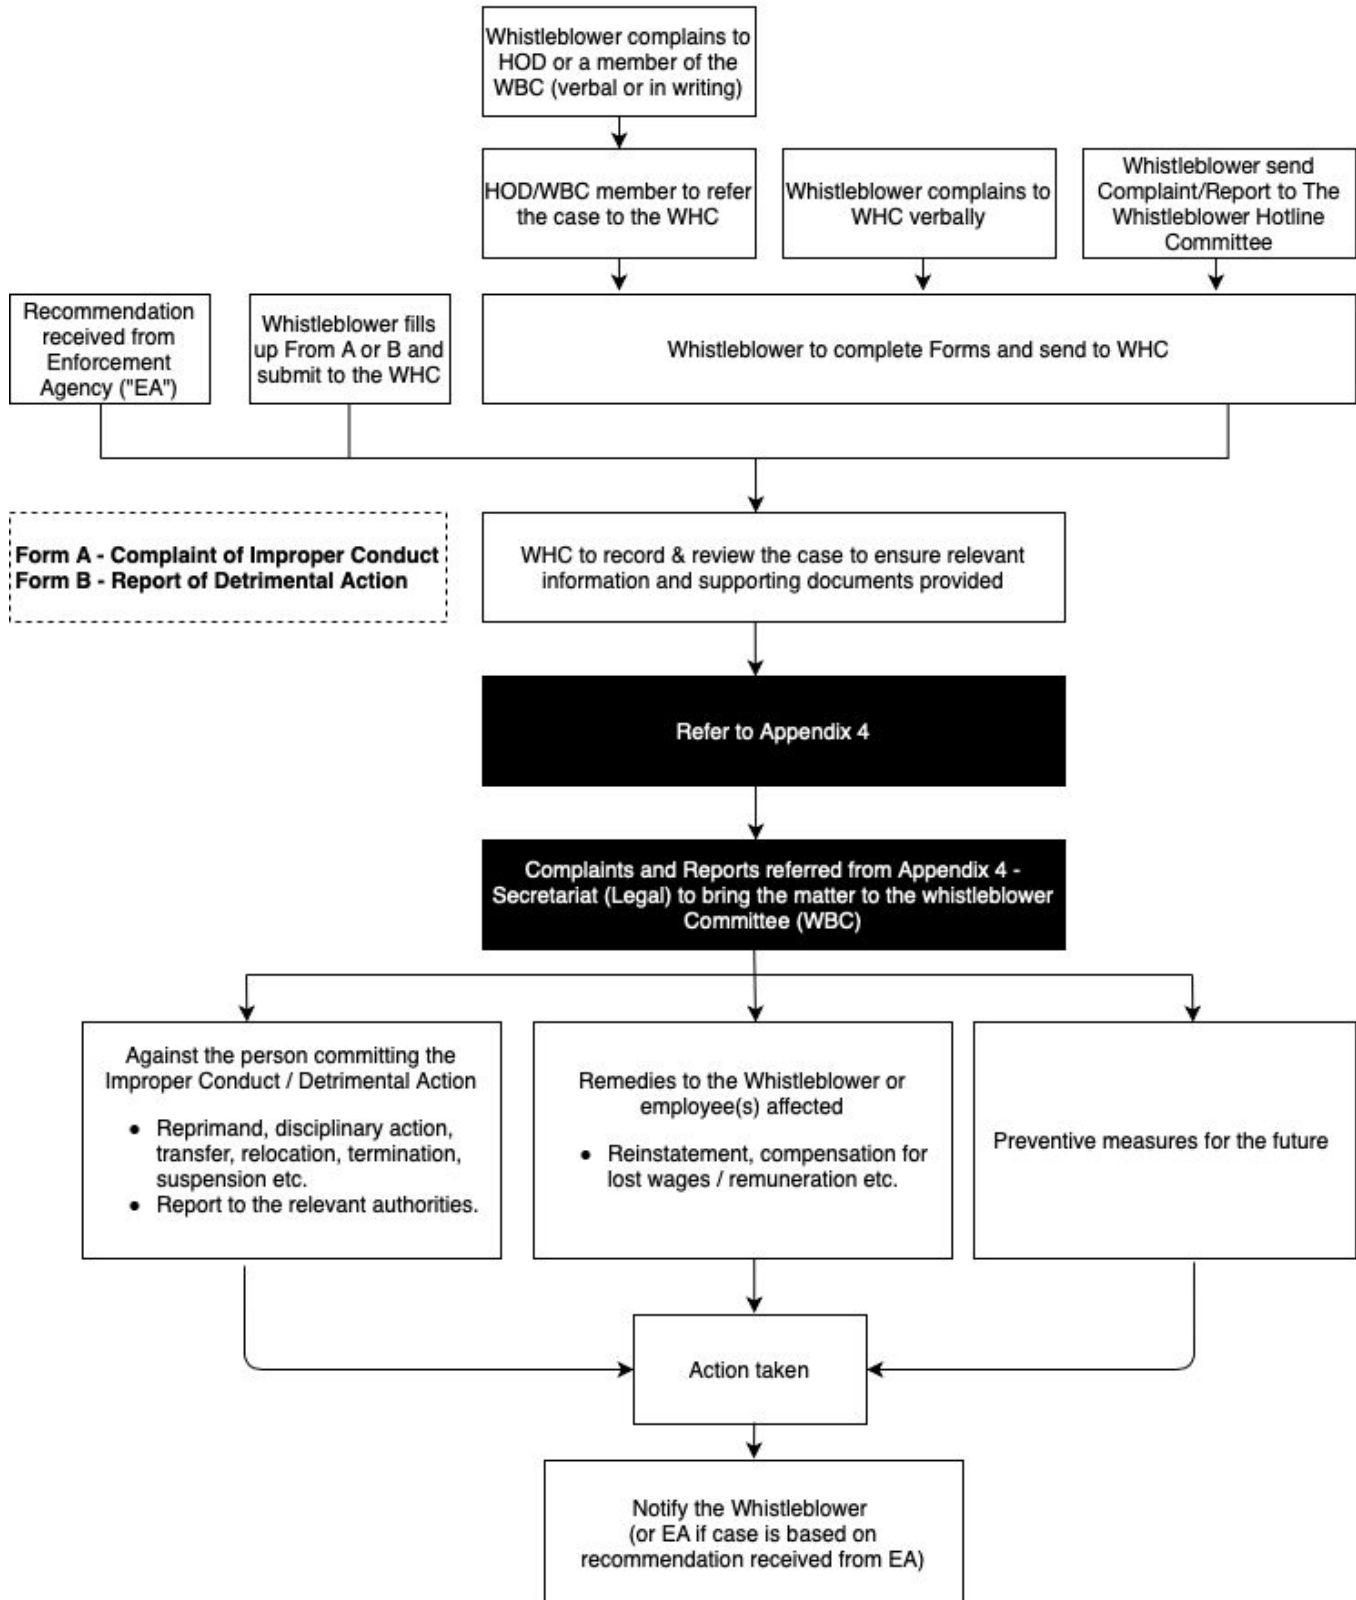 Whistleblower complains to
HOD or a member of the
WBC (verbal or in writing)
HOD/WBC member to refer
the case to the WHC
Whistleblower complains to
WHC verbally
Whistleblower send
Complaint/Report to The
Whistleblower Hotline
Committee
Recommendation
received from
Enforcement
Agency ("EA")
Whistleblower fills
up From A or B and
submit to the WHC
Whistleblower to complete Forms and send to WHC
Form A - Complaint of Improper Conduct
Form B - Report of Detrimental Action
WHC to record & review the case to ensure relevant
information and supporting documents provided
Refer to Appendix 4
Complaints and Reports referred from Appendix 4 -
Secretariat (Legal) to bring the matter to the whistleblower
Committee (WBC)
Against the person committing the
Improper Conduct / Detrimental Action
● Reprimand, disciplinary action,
transfer, relocation, termination,
suspension etc.
● Report to the relevant authorities.
Remedies to the Whistleblower or
employee(s) affected
● Reinstatement, compensation for
lost wages / remuneration etc.
Preventive measures for the future
Action taken
Notify the Whistleblower
(or EA if case is based on
recommendation received from EA)